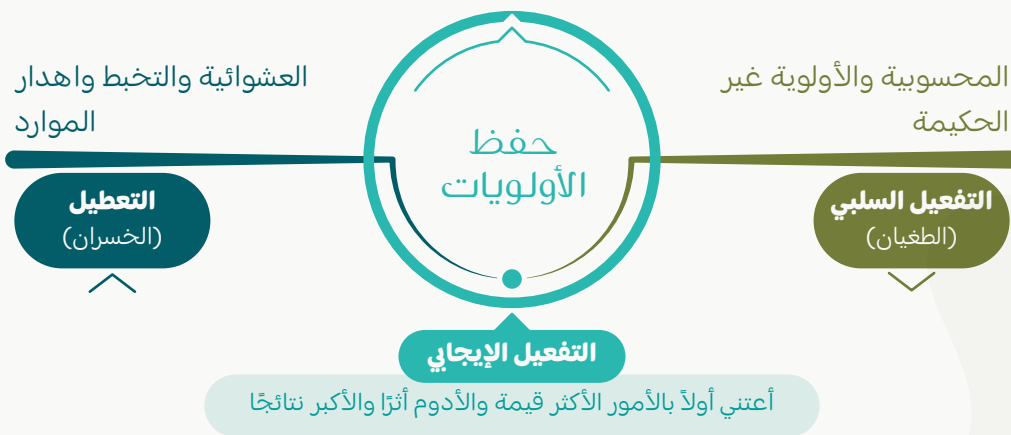 المحسوبية والأولوية غير
الحكيمة
التفعيل السلبي
(الطغيان)
حفظ
الأولويات
العشوائية والتخبط واهدار
الموارد
التعطيل
(الخسران)
التفعيل الإيجابي
أعتني أولاً بالأمور الأكثر قيمة والأدوم أثرًا والأكبر نتائجًا